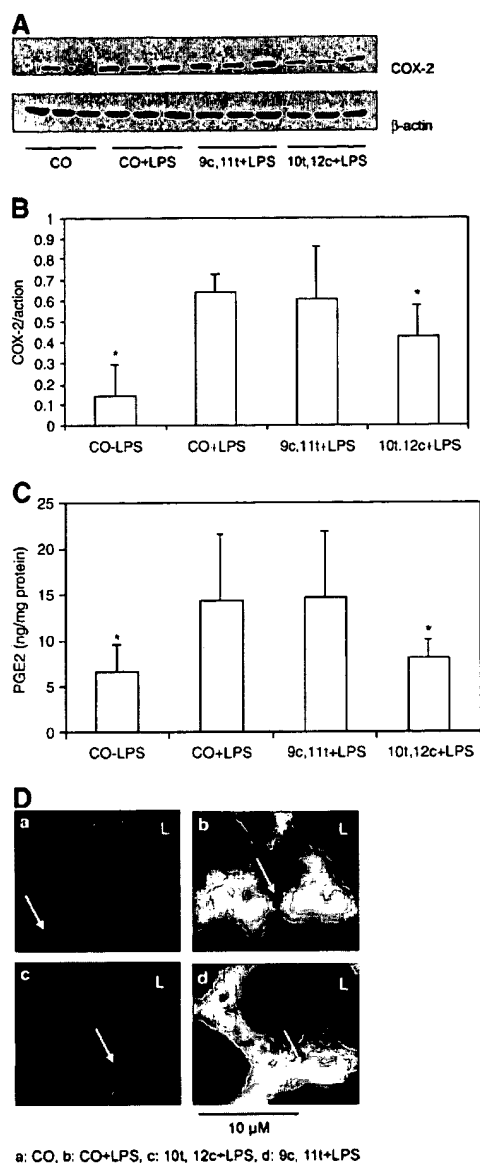 A
COX-2
β-actin
CO CO+LPS 9c,11t+LPS 10t,12c+LPS
B
COX-2/action
1
0.9
0.8
0.7
0.6
0.5
0.4
0.3
0.2
0.1
0.1
* *
CO-LPS CO+LPS 9c,11t+LPS 10t.12c+LPS
C
PGE2 (ng/mg protein)
25
20
15
10
5
0
* *
CO-LPS CO+LPS 9c,11t+LPS 10t,12c+LPS
D
a L b L
c L d L
10 µM
a: CO, b: CO+LPS, c: 10t, 12c+LPS, d: 9c, 11t+LPS